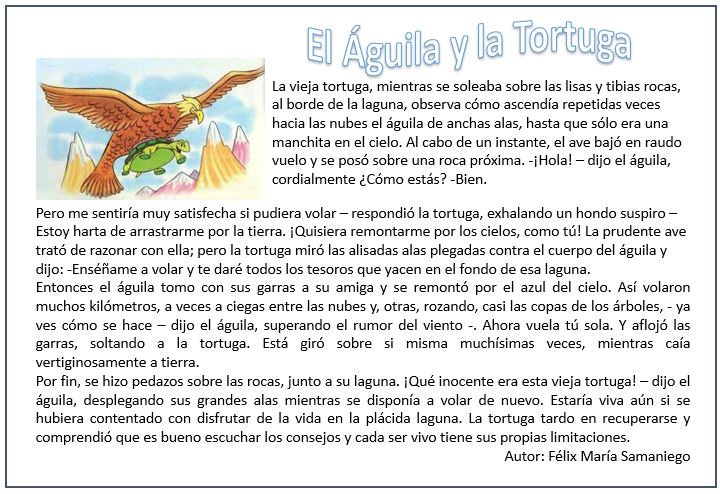 El Águila y la Tortuga
La vieja tortuga, mientras se soleaba sobre las lisas y tibias rocas,
al borde de la laguna, observa cómo ascendía repetidas veces
hacia las nubes el águila de anchas alas, hasta que sólo era una
manchita en el cielo. Al cabo de un instante, el ave bajó en raudo
vuelo y se posó sobre una roca próxima. -¡Hola! – dijo el águila,
cordialmente ¿Cómo estás? -Bien.
Pero me sentiría muy satisfecha si pudiera volar – respondió la tortuga, exhalando un hondo suspiro –
Estoy harta de arrastrarme por la tierra. ¡Quisiera remontarme por los cielos, como tú! La prudente ave
trató de razonar con ella; pero la tortuga miró las alisadas alas plegadas contra el cuerpo del águila y
dijo: -Enséñame a volar y te daré todos los tesoros que yacen en el fondo de esa laguna.
Entonces el águila tomo con sus garras a su amiga y se remontó por el azul del cielo. Así volaron
muchos kilómetros, a veces a ciegas entre las nubes y, otras, rozando, casi las copas de los árboles, - ya
ves cómo se hace – dijo el águila, superando el rumor del viento -. Ahora vuela tú sola. Y aflojó las
garras, soltando a la tortuga. Está giró sobre si misma muchísimas veces, mientras caía
vertiginosamente a tierra.
Por fin, se hizo pedazos sobre las rocas, junto a su laguna. ¡Qué inocente era esta vieja tortuga! – dijo el
águila, desplegando sus grandes alas mientras se disponía a volar de nuevo. Estaría viva aún si se
hubiera contentado con disfrutar de la vida en la plácida laguna. La tortuga tardo en recuperarse y
comprendió que es bueno escuchar los consejos y cada ser vivo tiene sus propias limitaciones.
Autor: Félix María Samaniego